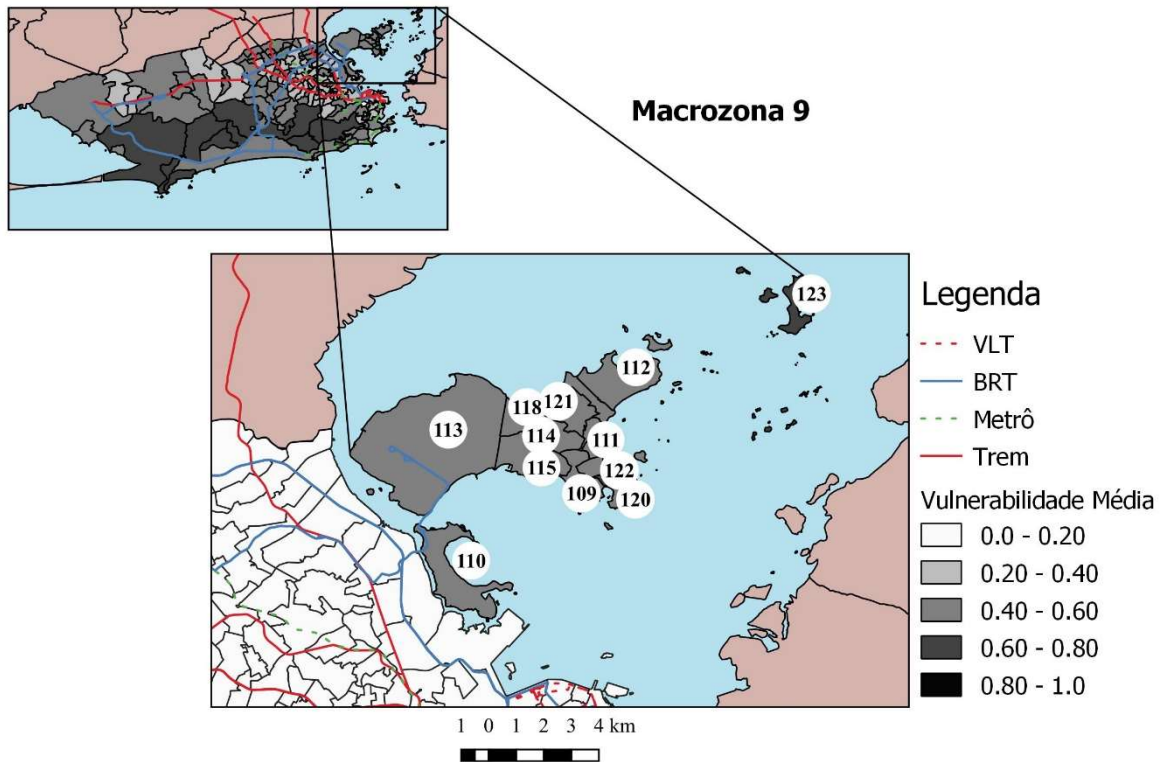 Macrozona 9
123
112
121
118
113
114
111
115
122
109
120
110
Legenda
VLT
BRT
Metrô
Trem
Vulnerabilidade Média
0.0 - 0.20
0.20 - 0.40
0.40 - 0.60
0.60 - 0.80
0.80 - 1.0
1 0 1 2 3 4 km